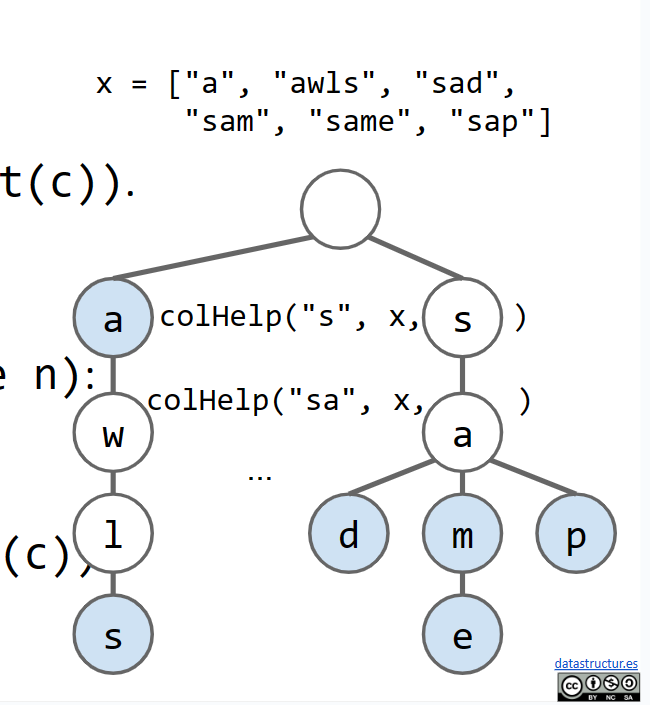 x = ["a", "awls", "sad",
"sam", "same", "sap"]
t(c)).
a colHelp("s", x, s )
e n):
colHelp("sa", x, )
w a
...
(c)) l d m p
s e
datastructur.es
cc BY NC SA